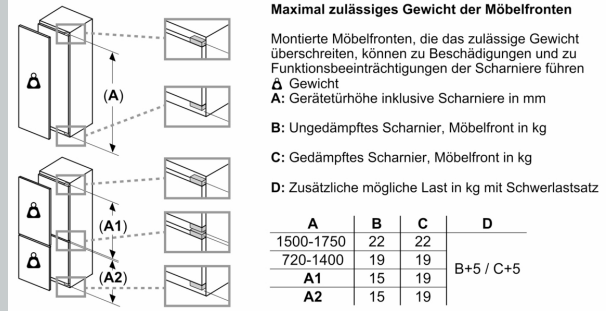 Maximal zulässiges Gewicht der Möbelfronten
Montierte Möbelfronten, die das zulässige Gewicht
überschreiten, können zu Beschädigungen und zu
Funktionsbeeinträchtigungen der Scharniere führen
Gewicht
A: Gerätetürhöhe inklusive Scharniere in mm
B: Ungedämpftes Scharnier, Möbelfront in kg
C: Gedämpftes Scharnier, Möbelfront in kg
D: Zusätzliche mögliche Last in kg mit Schwerlastsatz
A B C D
1500-1750 22 22
720-1400 19 19
A1 15 19
A2 15 19
B+5 / C+5
(A)
(A1)
(A2)